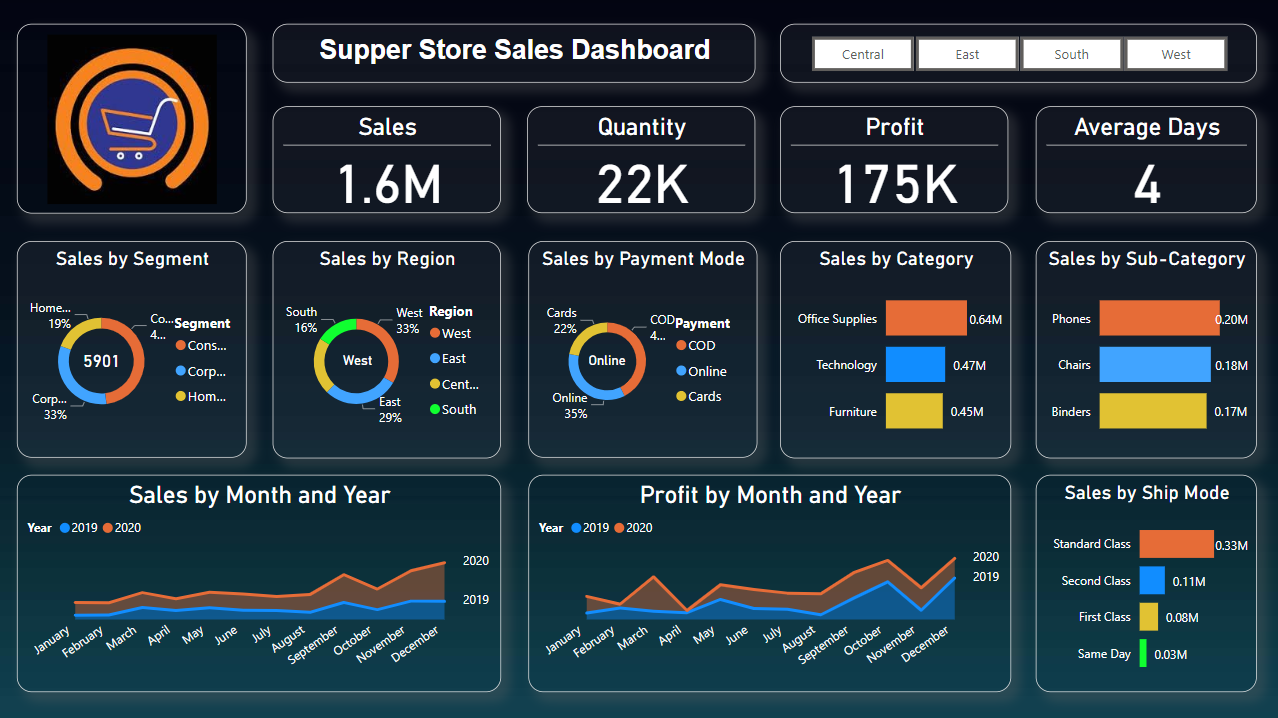 Supper Store Sales Dashboard
Central
East
South
West
Sales
1.6M
Quantity
22K
Profit
175K
Average Days
4
Sales by Segment
Home...
19%
Co...
4...
5901
Corp...
33%
Segment
Cons...
Corp...
Hom...
Sales by Region
South
16%
West
33%
West
East
29%
Region
West
East
Cent...
South
Sales by Payment Mode
Cards
22%
COD
4...
Online
Online
35%
Payment
COD
Online
Cards
Sales by Category
Office Supplies 0.64M
Technology 0.47M
Furniture 0.45M
Sales by Sub-Category
Phones 0.20M
Chairs 0.18M
Binders 0.17M
Sales by Month and Year
Year 2019 2020
2020
2019
January February March April May June July August September October November December
Profit by Month and Year
Year 2019 2020
2020
2019
January February March April May June July August September October November December
Sales by Ship Mode
Standard Class 0.33M
Second Class 0.11M
First Class 0.08M
Same Day 0.03M